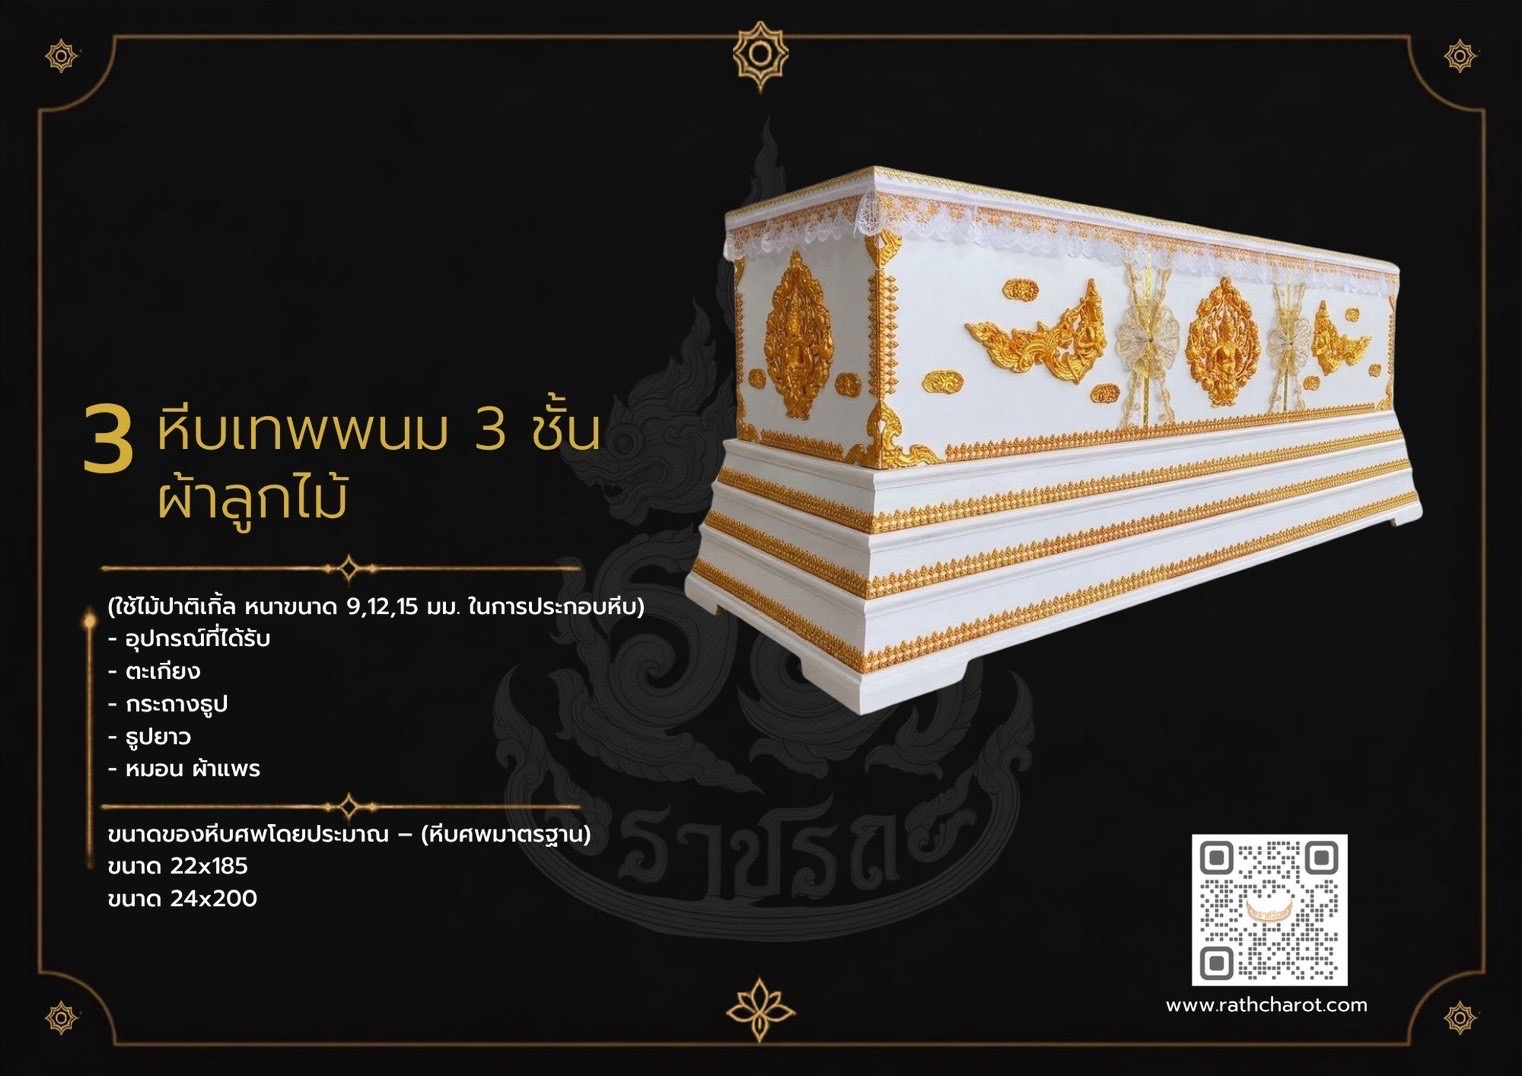 3 หีบเทพพนม 3 ชั้น
ผ้าลูกไม้
(ใช้ไม้ปาติเกิ้ล หนาขนาด 9,12,15 มม. ในการประกอบหีบ)
- อุปกรณ์ที่ได้รับ
- ตะเกียง
- กระถางธูป
- ธูปยาว
- หมอน ผ้าแพร
ขนาดของหีบศพโดยประมาณ – (หีบศพมาตรฐาน)
ขนาด 22x185
ขนาด 24x200
ราชรถ
www.rathcharot.com